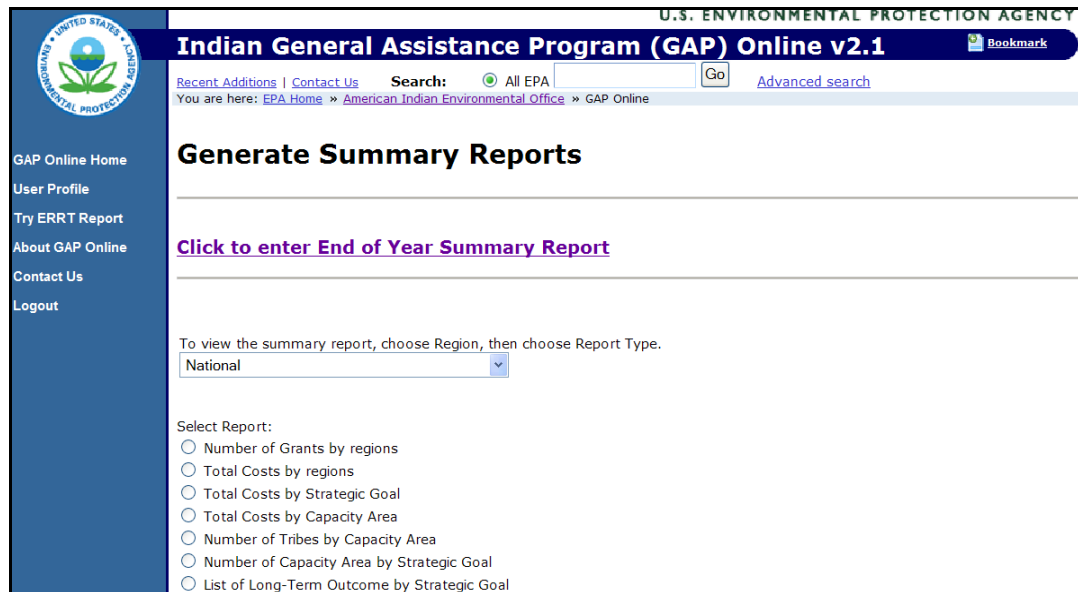 U.S. ENVIRONMENTAL PROTECTION AGENCY
UNITED STATES
ENVIRONMENTAL PROTECTION AGENCY
Indian General Assistance Program (GAP) Online v2.1
Bookmark
Recent Additions | Contact Us Search: All EPA Go Advanced search
You are here: EPA Home » American Indian Environmental Office » GAP Online
GAP Online Home
User Profile
Try ERRT Report
About GAP Online
Contact Us
Logout
Generate Summary Reports
Click to enter End of Year Summary Report
To view the summary report, choose Region, then choose Report Type.
National
Select Report:
Number of Grants by regions
Total Costs by regions
Total Costs by Strategic Goal
Total Costs by Capacity Area
Number of Tribes by Capacity Area
Number of Capacity Area by Strategic Goal
List of Long-Term Outcome by Strategic Goal